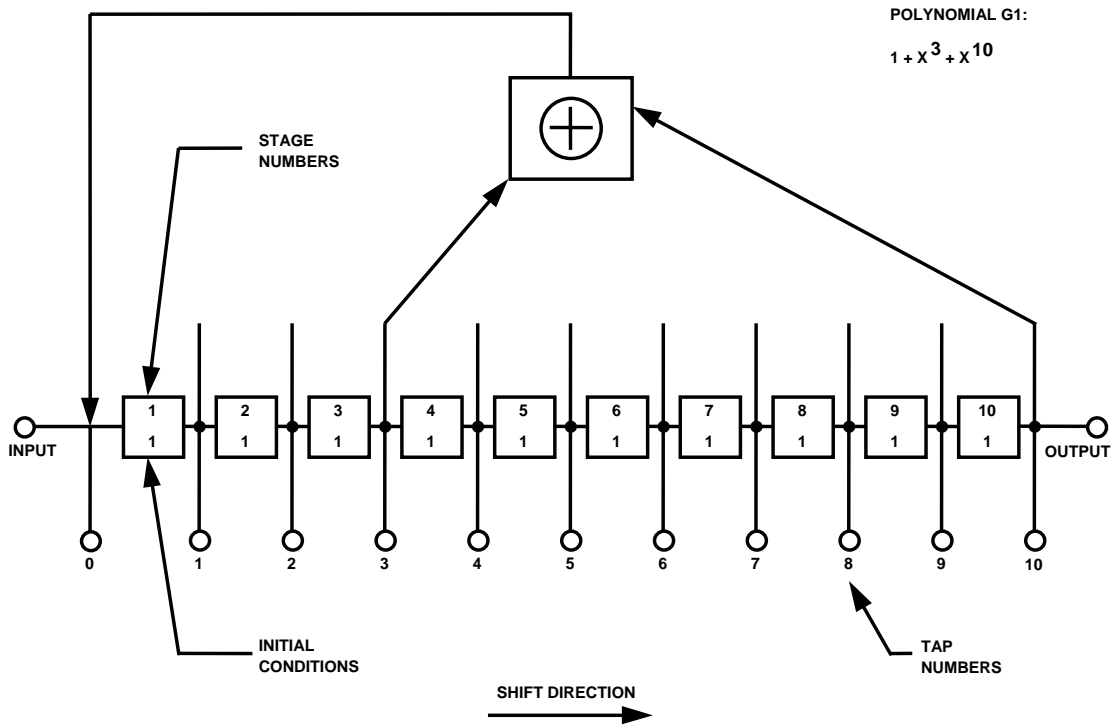 POLYNOMIAL G1:
1 + X^3 + X^10
STAGE
NUMBERS
1 2 3 4 5 6 7 8 9 10
1 1 1 1 1 1 1 1 1 1
INPUT
OUTPUT
0 1 2 3 4 5 6 7 8 9 10
INITIAL
CONDITIONS
TAP
NUMBERS
SHIFT DIRECTION